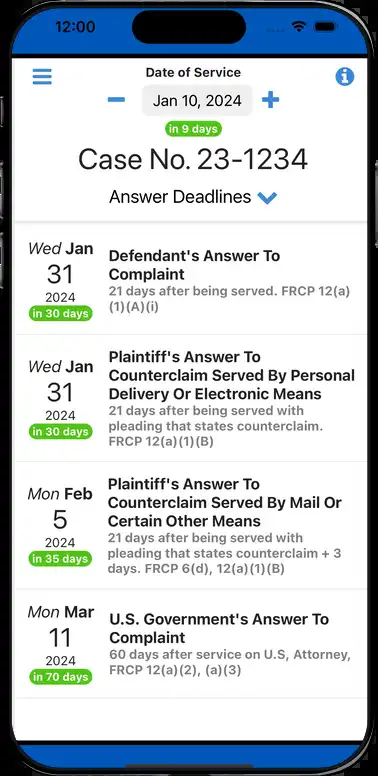 12:00
Date of Service
Jan 10, 2024
in 9 days
Case No. 23-1234
Answer Deadlines
Wed Jan
31
2024
in 30 days
Defendant's Answer To
Complaint
21 days after being served. FRCP 12(a)
(1)(A)(i)
Wed Jan
31
2024
in 30 days
Plaintiff's Answer To
Counterclaim Served By Personal
Delivery Or Electronic Means
21 days after being served with
pleading that states counterclaim.
FRCP 12(a)(1)(B)
Mon Feb
5
2024
in 35 days
Plaintiff's Answer To
Counterclaim Served By Mail Or
Certain Other Means
21 days after being served with
pleading that states counterclaim + 3
days. FRCP 6(d), 12(a)(1)(B)
Mon Mar
11
2024
in 70 days
U.S. Government's Answer To
Complaint
60 days after service on U.S, Attorney,
FRCP 12(a)(2), (a)(3)